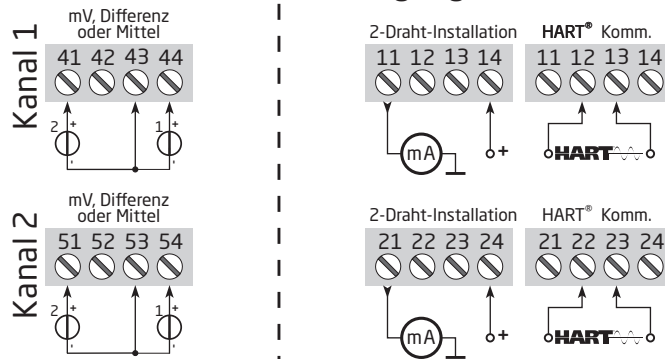 mV, Differenz
oder Mittel
41 42 43 44
Kanal 1
2 +
-
1 +
-
2-Draht-Installation
11 12 13 14
mA
+
HART® Komm.
11 12 13 14
HART
mV, Differenz
oder Mittel
51 52 53 54
Kanal 2
2 +
-
1 +
-
2-Draht-Installation
21 22 23 24
mA
+
HART® Komm.
21 22 23 24
HART